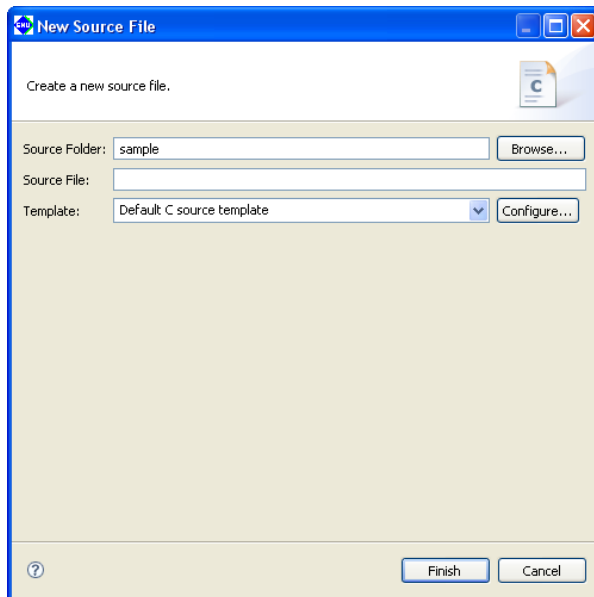 New Source File
Create a new source file.
C
Source Folder: sample Browse...
Source File:
Template: Default C source template Configure...
?
Finish Cancel